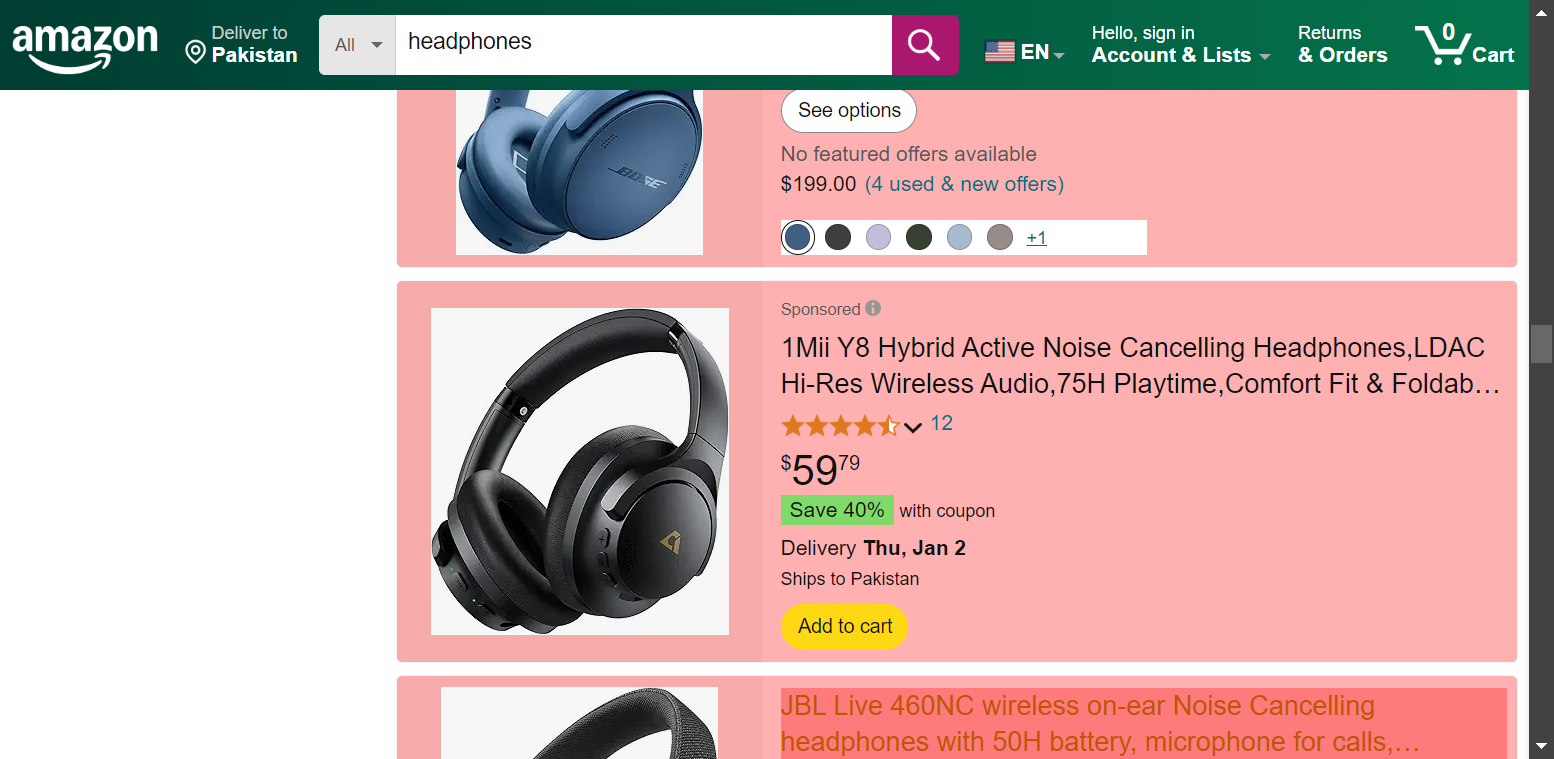 amazon
Deliver to
Pakistan
All
headphones
EN
Hello, sign in
Account & Lists
Returns
& Orders
0
Cart
BOSE
See options
No featured offers available
$199.00 (4 used & new offers)
+1
Sponsored
1Mii Y8 Hybrid Active Noise Cancelling Headphones,LDAC
Hi-Res Wireless Audio,75H Playtime,Comfort Fit & Foldab…
12
$59 79
Save 40% with coupon
Delivery Thu, Jan 2
Ships to Pakistan
Add to cart
JBL Live 460NC wireless on-ear Noise Cancelling
headphones with 50H battery, microphone for calls,…